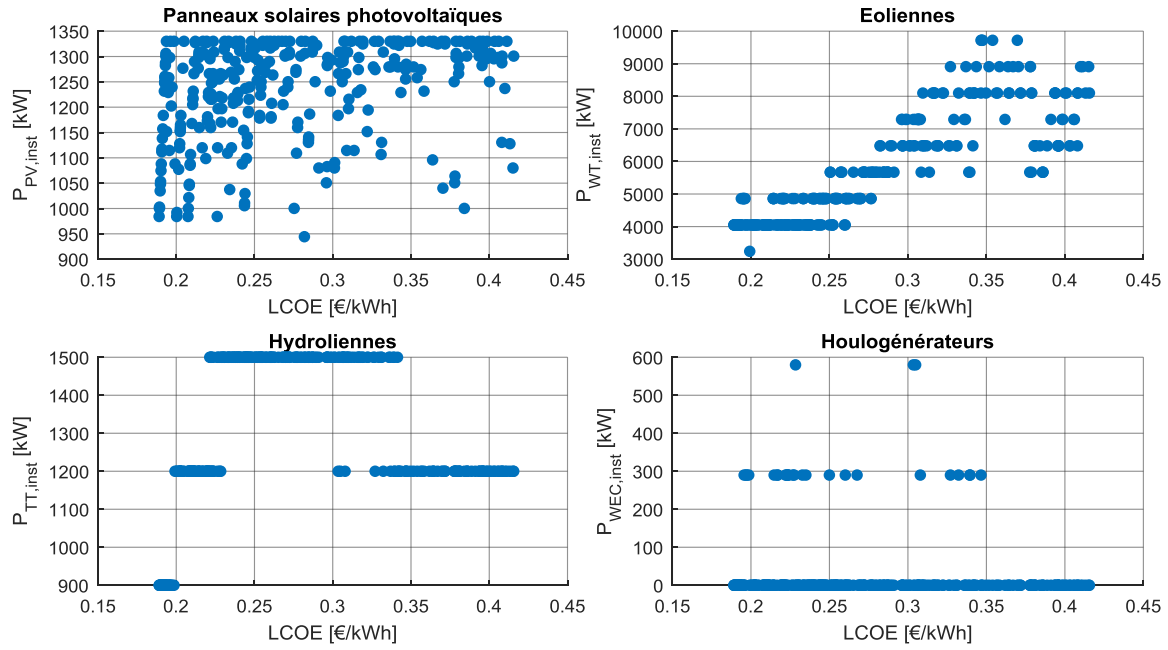 Panneaux solaires photovoltaïques
1350
1300
1250
1200
1150
1100
1050
1000
950
900
P_PV,inst [kW]
0.15 0.2 0.25 0.3 0.35 0.4 0.45
LCOE [€/kWh]
Eoliennes
10000
9000
8000
7000
6000
5000
4000
3000
P_WT,inst [kW]
0.15 0.2 0.25 0.3 0.35 0.4 0.45
LCOE [€/kWh]
Hydroliennes
1500
1400
1300
1200
1100
1000
900
P_TT,inst [kW]
0.15 0.2 0.25 0.3 0.35 0.4 0.45
LCOE [€/kWh]
Houlogénérateurs
600
500
400
300
200
100
0
P_WEC,inst [kW]
0.15 0.2 0.25 0.3 0.35 0.4 0.45
LCOE [€/kWh]